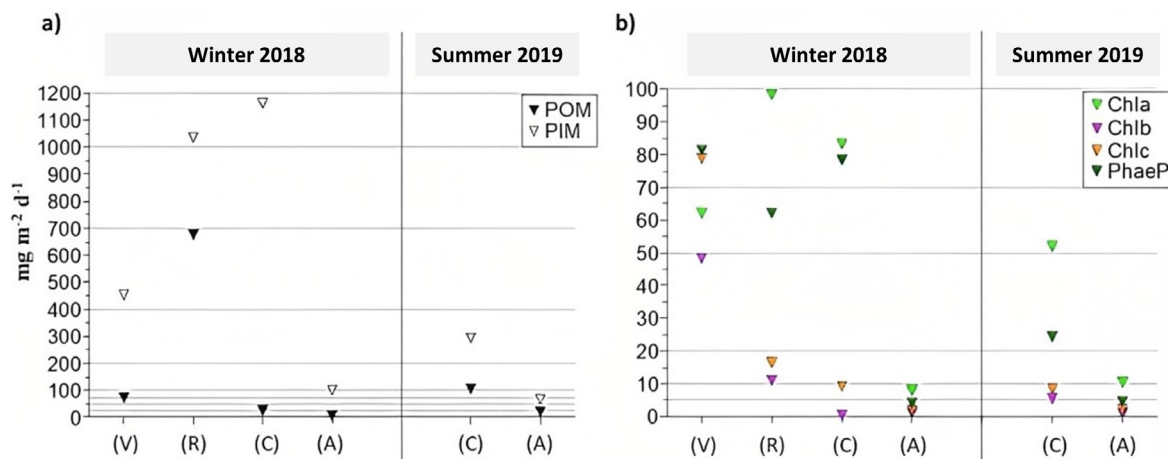 a)
Winter 2018
Summer 2019
1200
1100
1000
900
800
700
600
500
400
300
200
100
0
mg m⁻² d⁻¹
POM
PIM
(V)
(R)
(C)
(A)
(C)
(A)
b)
Winter 2018
Summer 2019
100
90
80
70
60
50
40
30
20
10
0
Chla
Chlb
Chlc
PhaeP
(V)
(R)
(C)
(A)
(C)
(A)